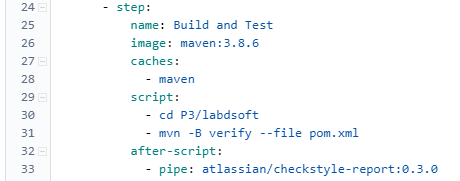 24 - step:
25 name: Build and Test
26 image: maven:3.8.6
27 caches:
28 - maven
29 script:
30 - cd P3/labdsoft
31 - mvn -B verify --file pom.xml
32 after-script:
33 - pipe: atlassian/checkstyle-report:0.3.0